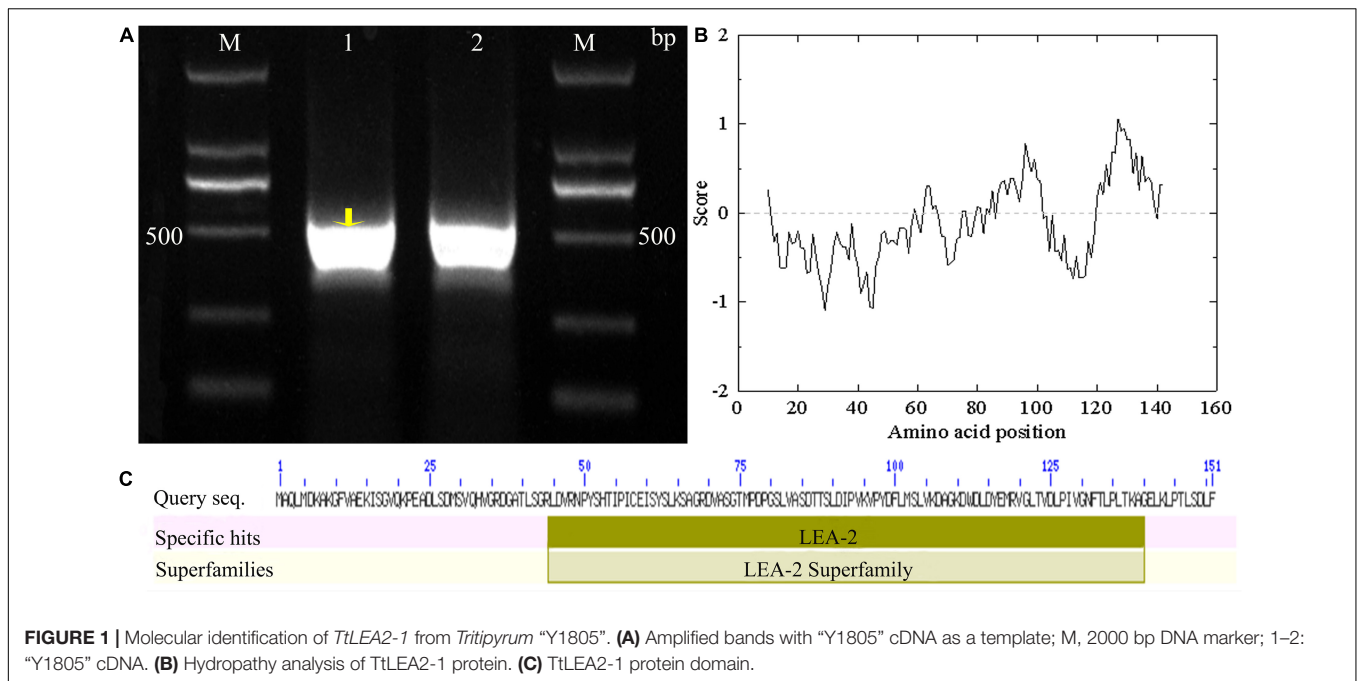 A
M 1 2 M bp
500 500
B
2
1
0
-1
-2
Score
0 20 40 60 80 100 120 140 160
Amino acid position
C
1 25 50 75 100 125 151
Query seq.
Specific hits LEA-2
Superfamilies LEA-2 Superfamily
FIGURE 1 | Molecular identification of TtLEA2-1 from Tritipyrum “Y1805”. (A) Amplified bands with “Y1805” cDNA as a template; M, 2000 bp DNA marker; 1–2:
“Y1805” cDNA. (B) Hydropathy analysis of TtLEA2-1 protein. (C) TtLEA2-1 protein domain.